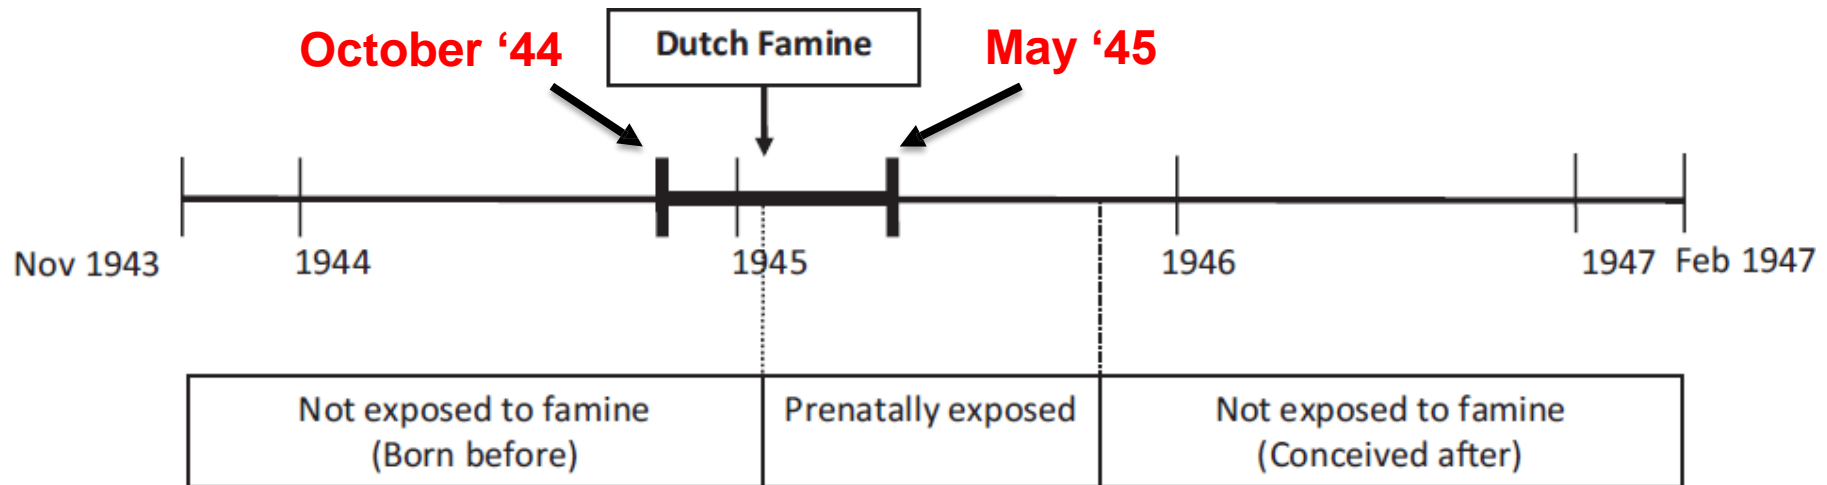 October ‘44
Dutch Famine
May ‘45
Nov 1943
1944
1945
1946
1947
Feb 1947
Not exposed to famine
(Born before)
Prenatally exposed
Not exposed to famine
(Conceived after)